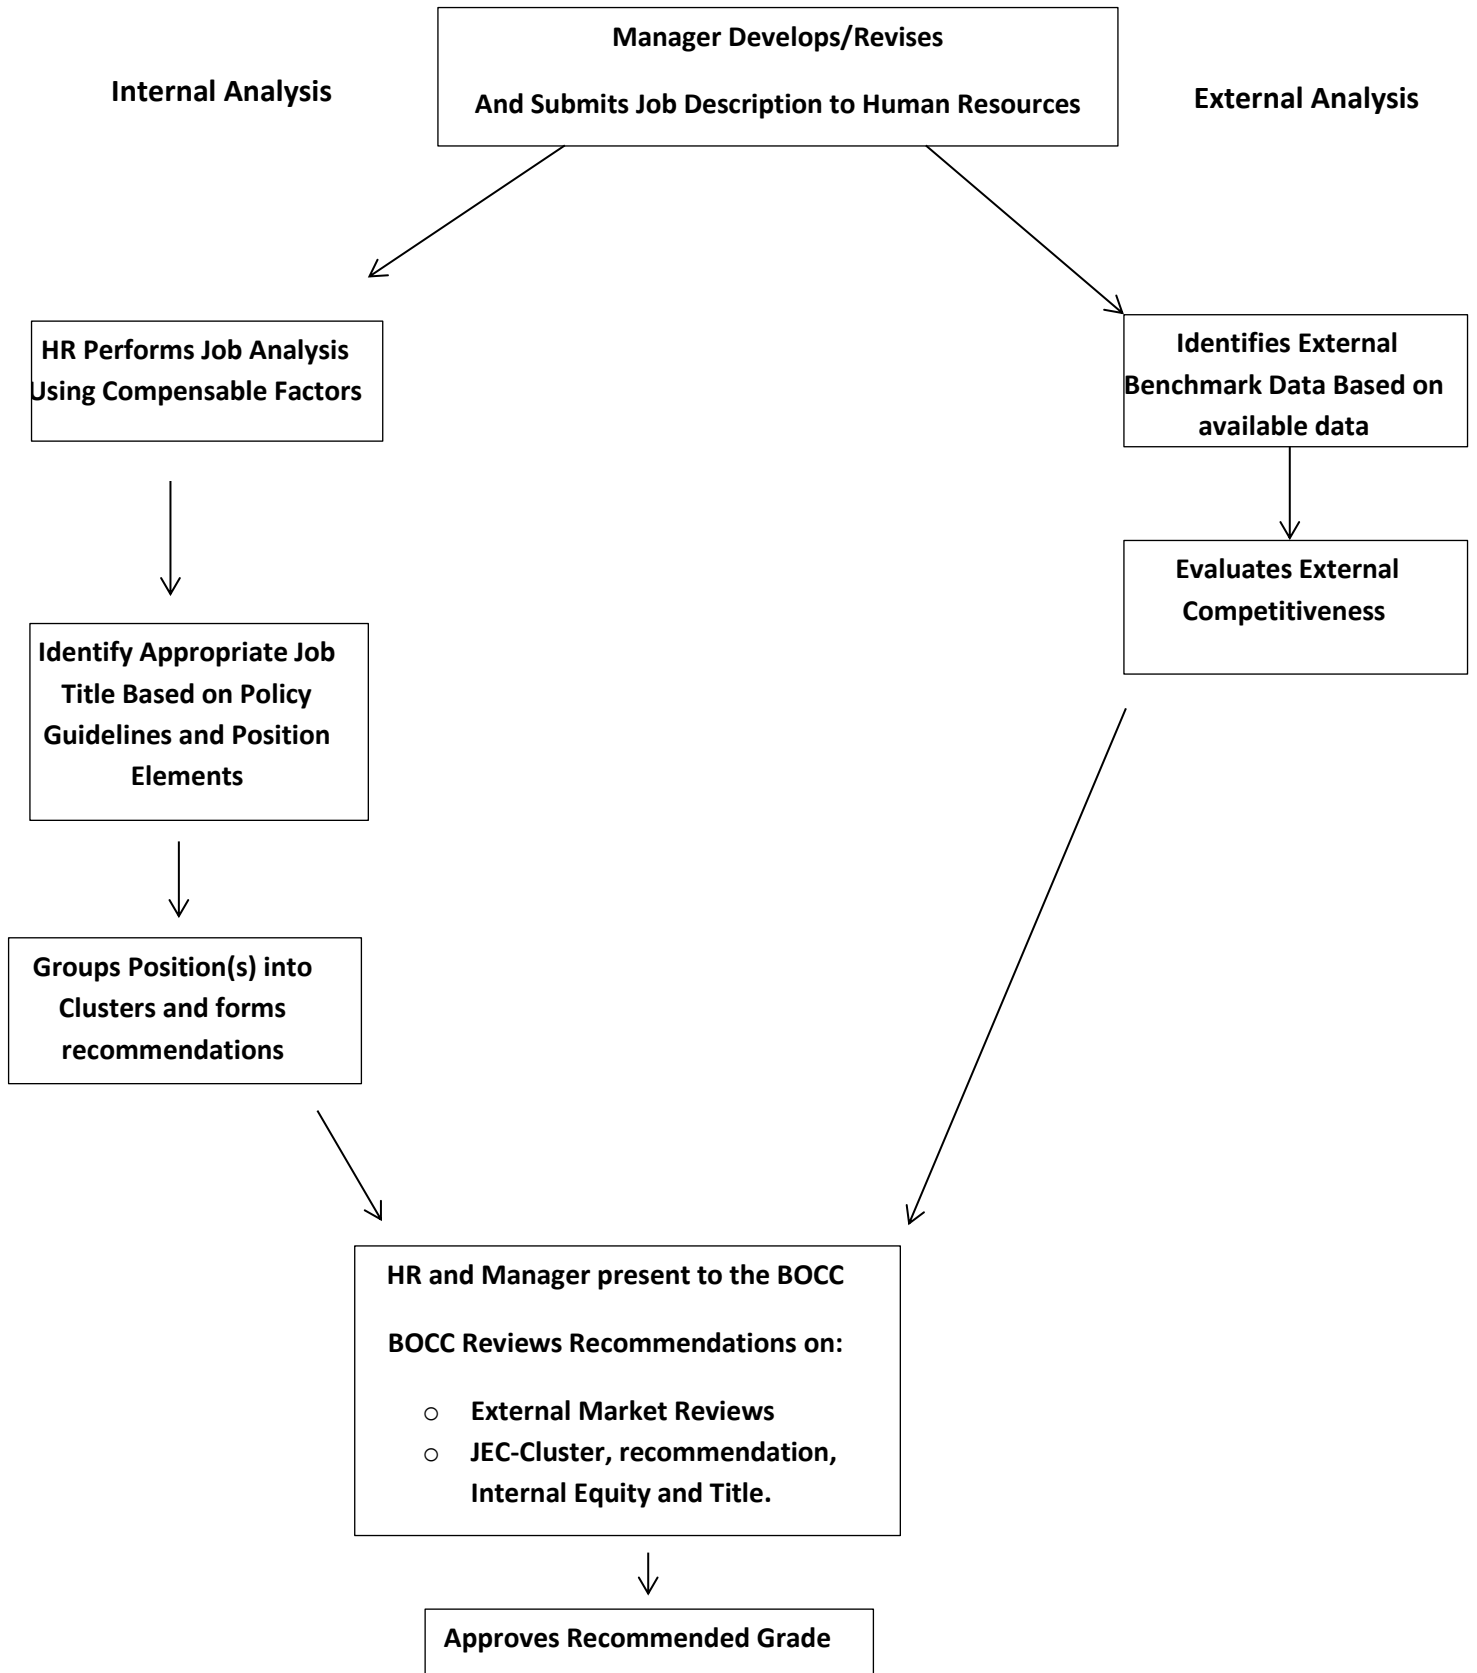 Manager Develops/Revises
And Submits Job Description to Human Resources
Internal Analysis
External Analysis
HR Performs Job Analysis
Using Compensable Factors
Identifies External
Benchmark Data Based on
available data
Evaluates External
Competitiveness
Identify Appropriate Job
Title Based on Policy
Guidelines and Position
Elements
Groups Position(s) into
Clusters and forms
recommendations
HR and Manager present to the BOCC
BOCC Reviews Recommendations on:
o External Market Reviews
o JEC-Cluster, recommendation,
Internal Equity and Title.
Approves Recommended Grade